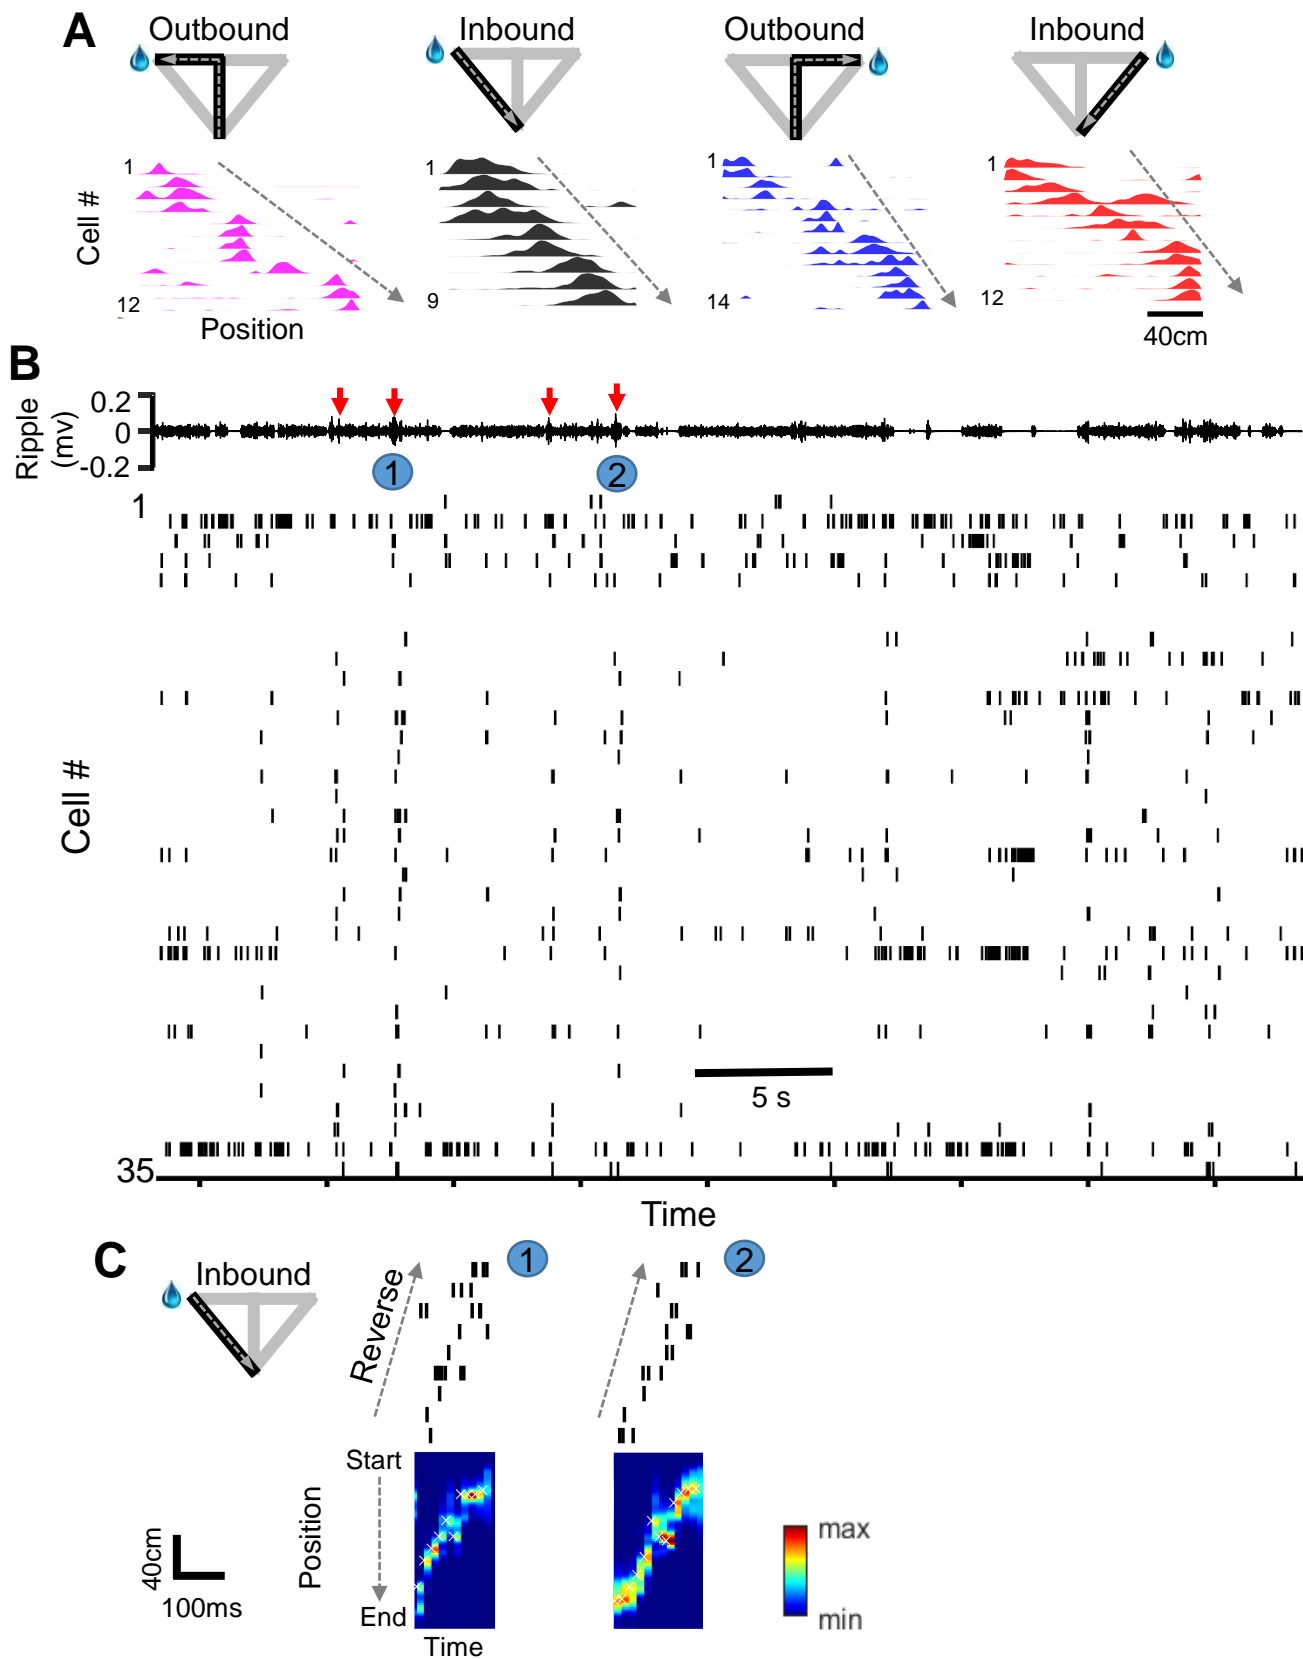 A
Outbound
Inbound
Outbound
Inbound
1
1
1
1
Cell #
12
9
14
12
Position
40cm
B
Ripple
(mv)
0.2
0
-0.2
1
2
1
Cell #
5 s
35
Time
C
Inbound
Reverse
1
2
Start
Position
End
Time
40cm
100ms
max
min